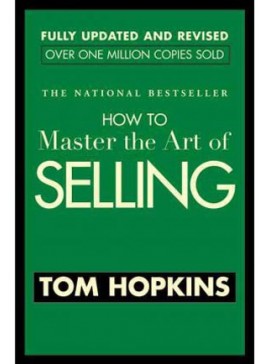 FULLY UPDATED AND REVISED
OVER ONE MILLION COPIES SOLD
THE NATIONAL BESTSELLER
HOW TO
Master the Art of
SELLING
TOM HOPKINS